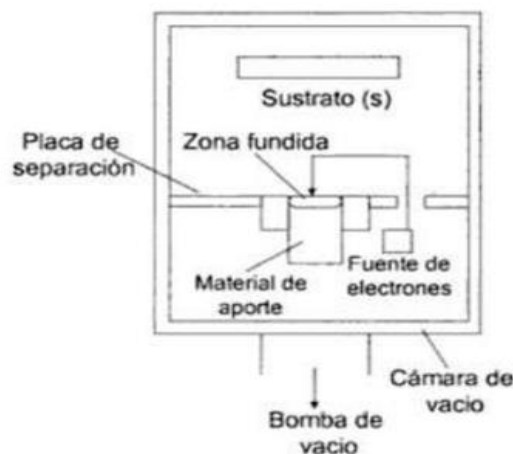 Sustrato (s)
Placa de
separación
Zona fundida
Material de
aporte
Fuente de
electrones
Cámara de
vacio
Bomba de
vacio